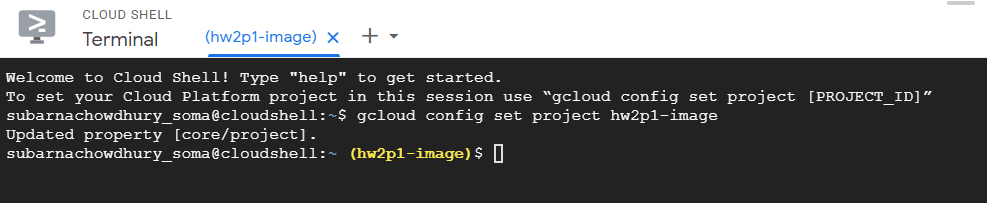 CLOUD SHELL
Terminal
(hw2p1-image)
Welcome to Cloud Shell! Type "help" to get started.
To set your Cloud Platform project in this session use “gcloud config set project [PROJECT_ID]”
subarnachowdhury_soma@cloudshell:~$ gcloud config set project hw2p1-image
Updated property [core/project].
subarnachowdhury_soma@cloudshell:~ (hw2p1-image)$